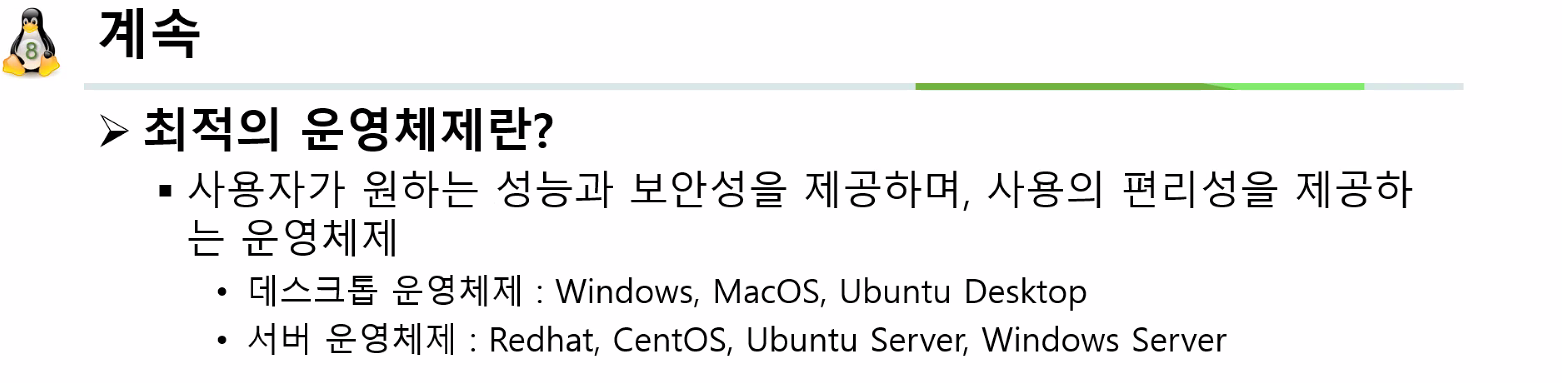 8
계속
➢ 최적의 운영체제란?
▪ 사용자가 원하는 성능과 보안성을 제공하며, 사용의 편리성을 제공하
는 운영체제
• 데스크톱 운영체제 : Windows, MacOS, Ubuntu Desktop
• 서버 운영체제 : Redhat, CentOS, Ubuntu Server, Windows Server